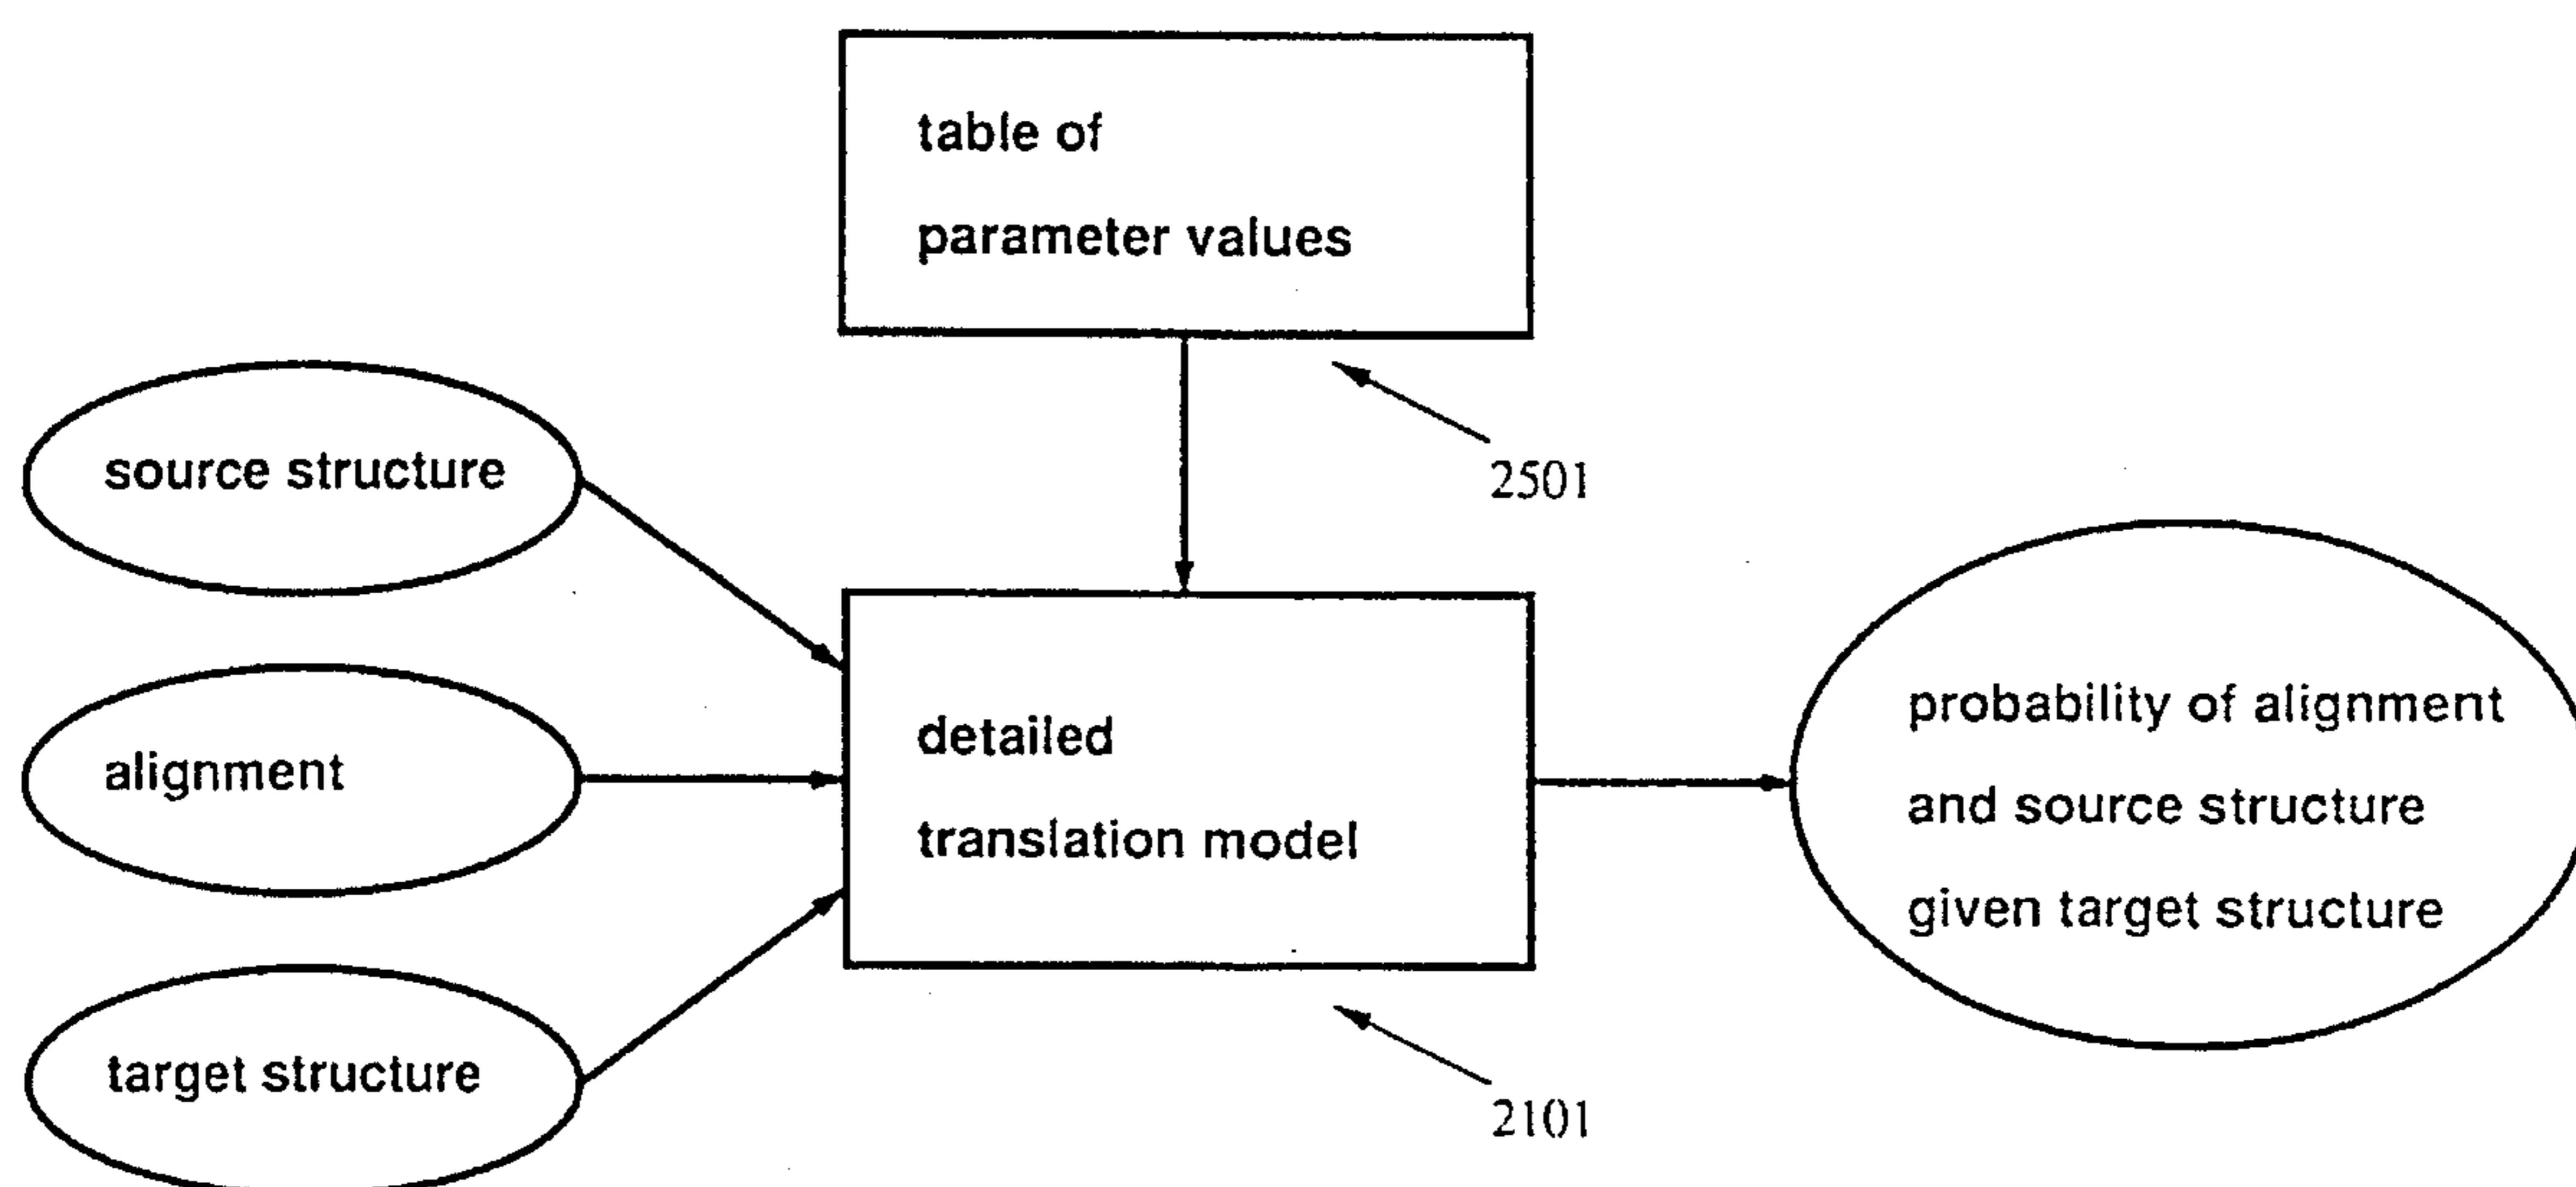 table of
parameter values
2501
source structure
alignment
target structure
detailed
translation model
2101
probability of alignment
and source structure
given target structure